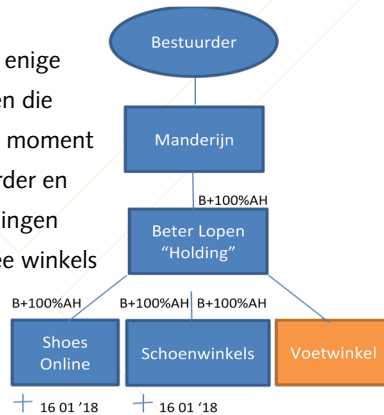 enige
en die
moment
rder en
ingen
ee winkels
Bestuurder
Manderijn
B+100%AH
Beter Lopen
“Holding”
B+100%AH B+100%AH B+100%AH
Shoes
Online
Schoenwinkels
Voetwinkel
16 01 '18 16 01 ‘18